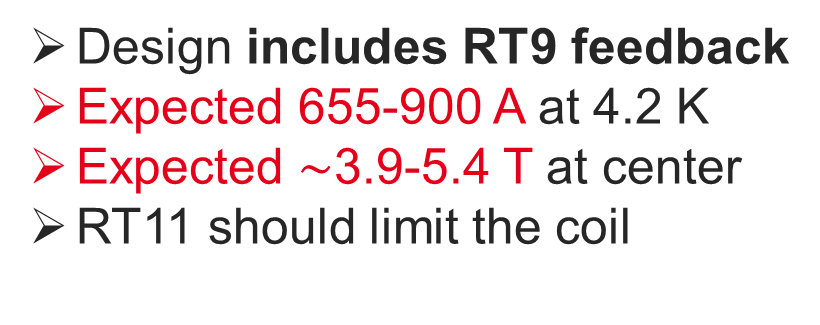 ➢ Design includes RT9 feedback
➢ Expected 655-900 A at 4.2 K
➢ Expected ~3.9-5.4 T at center
➢ RT11 should limit the coil